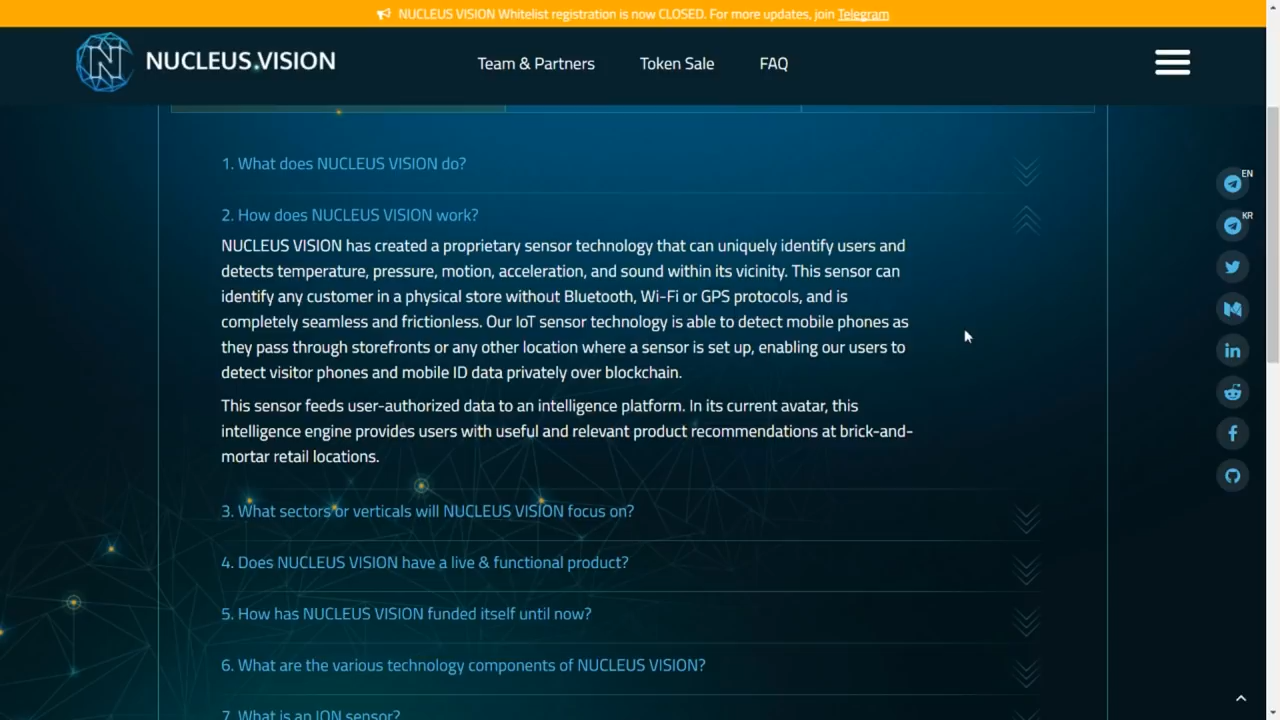 NUCLEUS VISION Whitelist registration is now CLOSED. For more updates, join Telegram
NUCLEUS.VISION
Team & Partners
Token Sale
FAQ
1. What does NUCLEUS VISION do?
2. How does NUCLEUS VISION work?
NUCLEUS VISION has created a proprietary sensor technology that can uniquely identify users and
detects temperature, pressure, motion, acceleration, and sound within its vicinity. This sensor can
identify any customer in a physical store without Bluetooth, Wi-Fi or GPS protocols, and is
completely seamless and frictionless. Our IoT sensor technology is able to detect mobile phones as
they pass through storefronts or any other location where a sensor is set up, enabling our users to
detect visitor phones and mobile ID data privately over blockchain.
This sensor feeds user-authorized data to an intelligence platform. In its current avatar, this
intelligence engine provides users with useful and relevant product recommendations at brick-and-
mortar retail locations.
3. What sectors or verticals will NUCLEUS VISION focus on?
4. Does NUCLEUS VISION have a live & functional product?
5. How has NUCLEUS VISION funded itself until now?
6. What are the various technology components of NUCLEUS VISION?
7. What is an ION sensor?
EN
KR